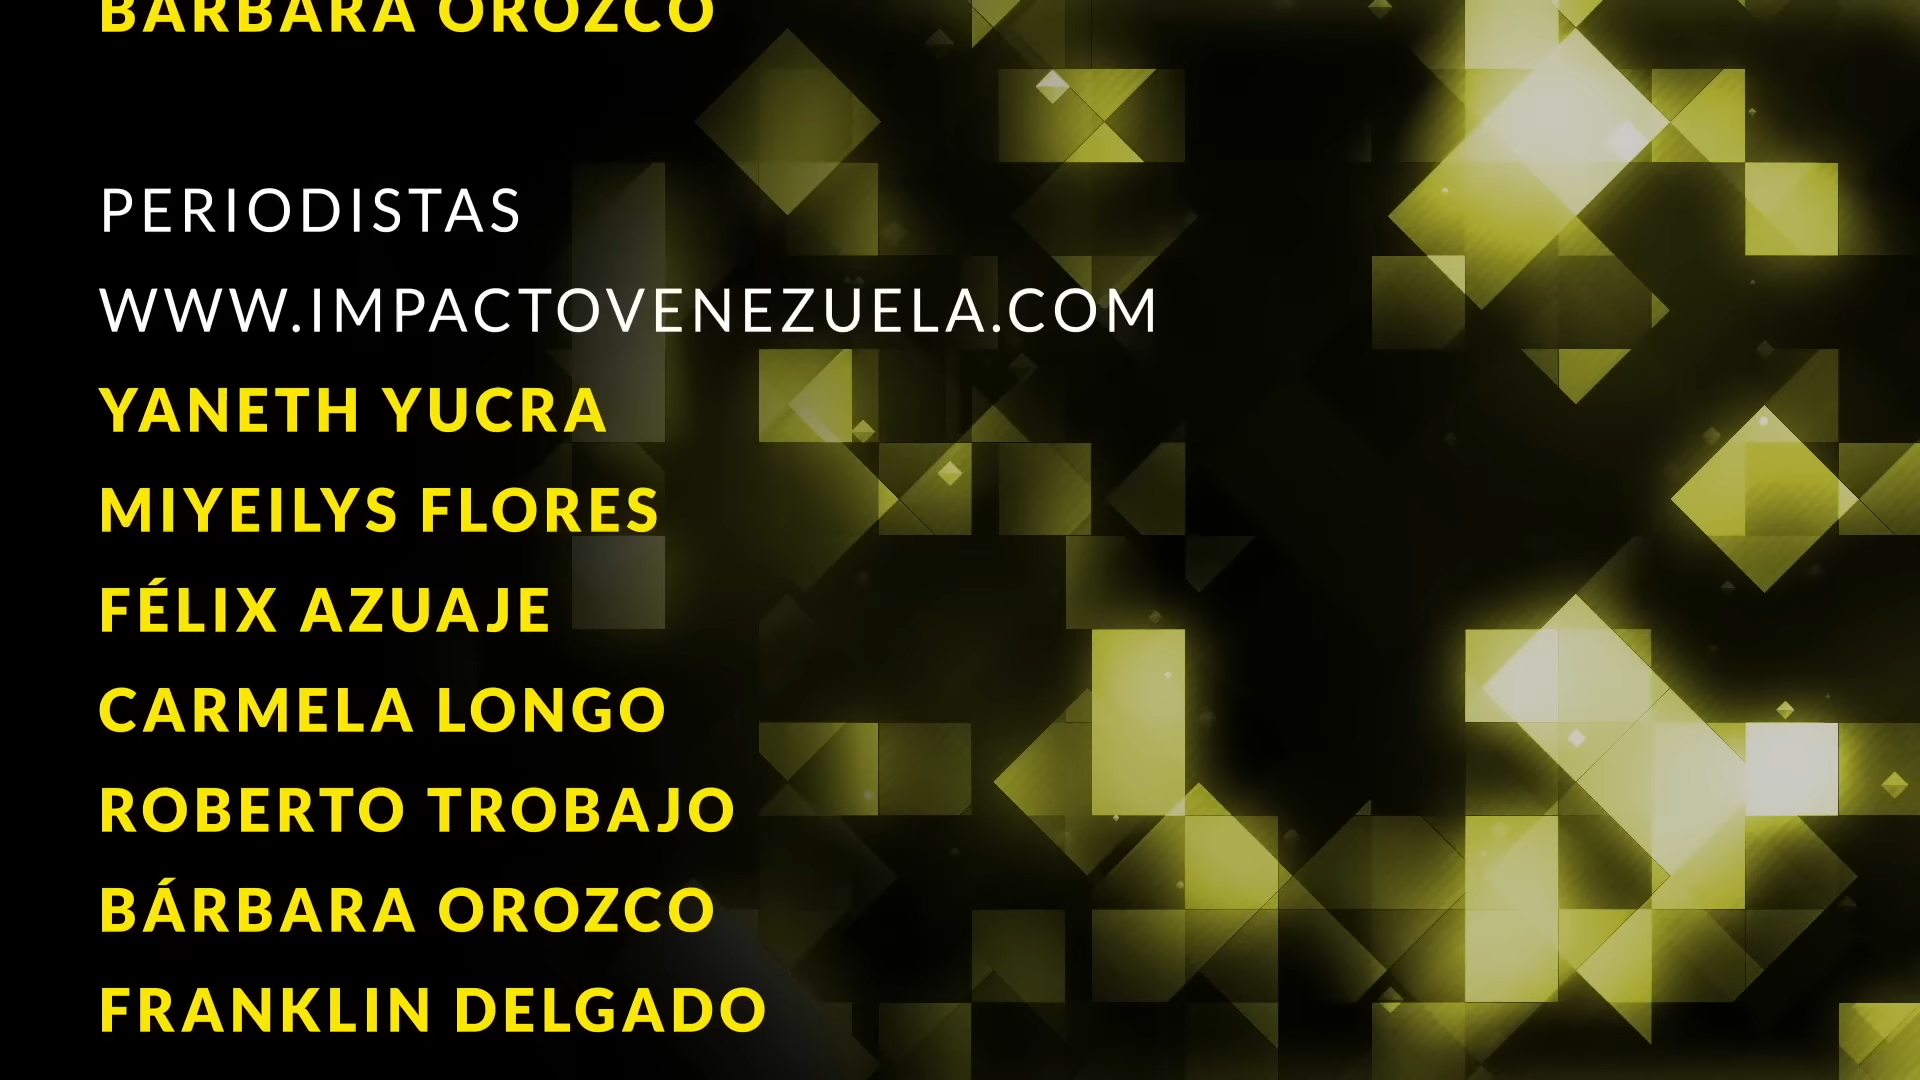 BÁRBARA OROZCO
PERIODISTAS
WWW.IMPACTOVENEZUELA.COM
YANETH YUCRA
MIYEILYS FLORES
FÉLIX AZUAJE
CARMELA LONGO
ROBERTO TROBAJO
BÁRBARA OROZCO
FRANKLIN DELGADO